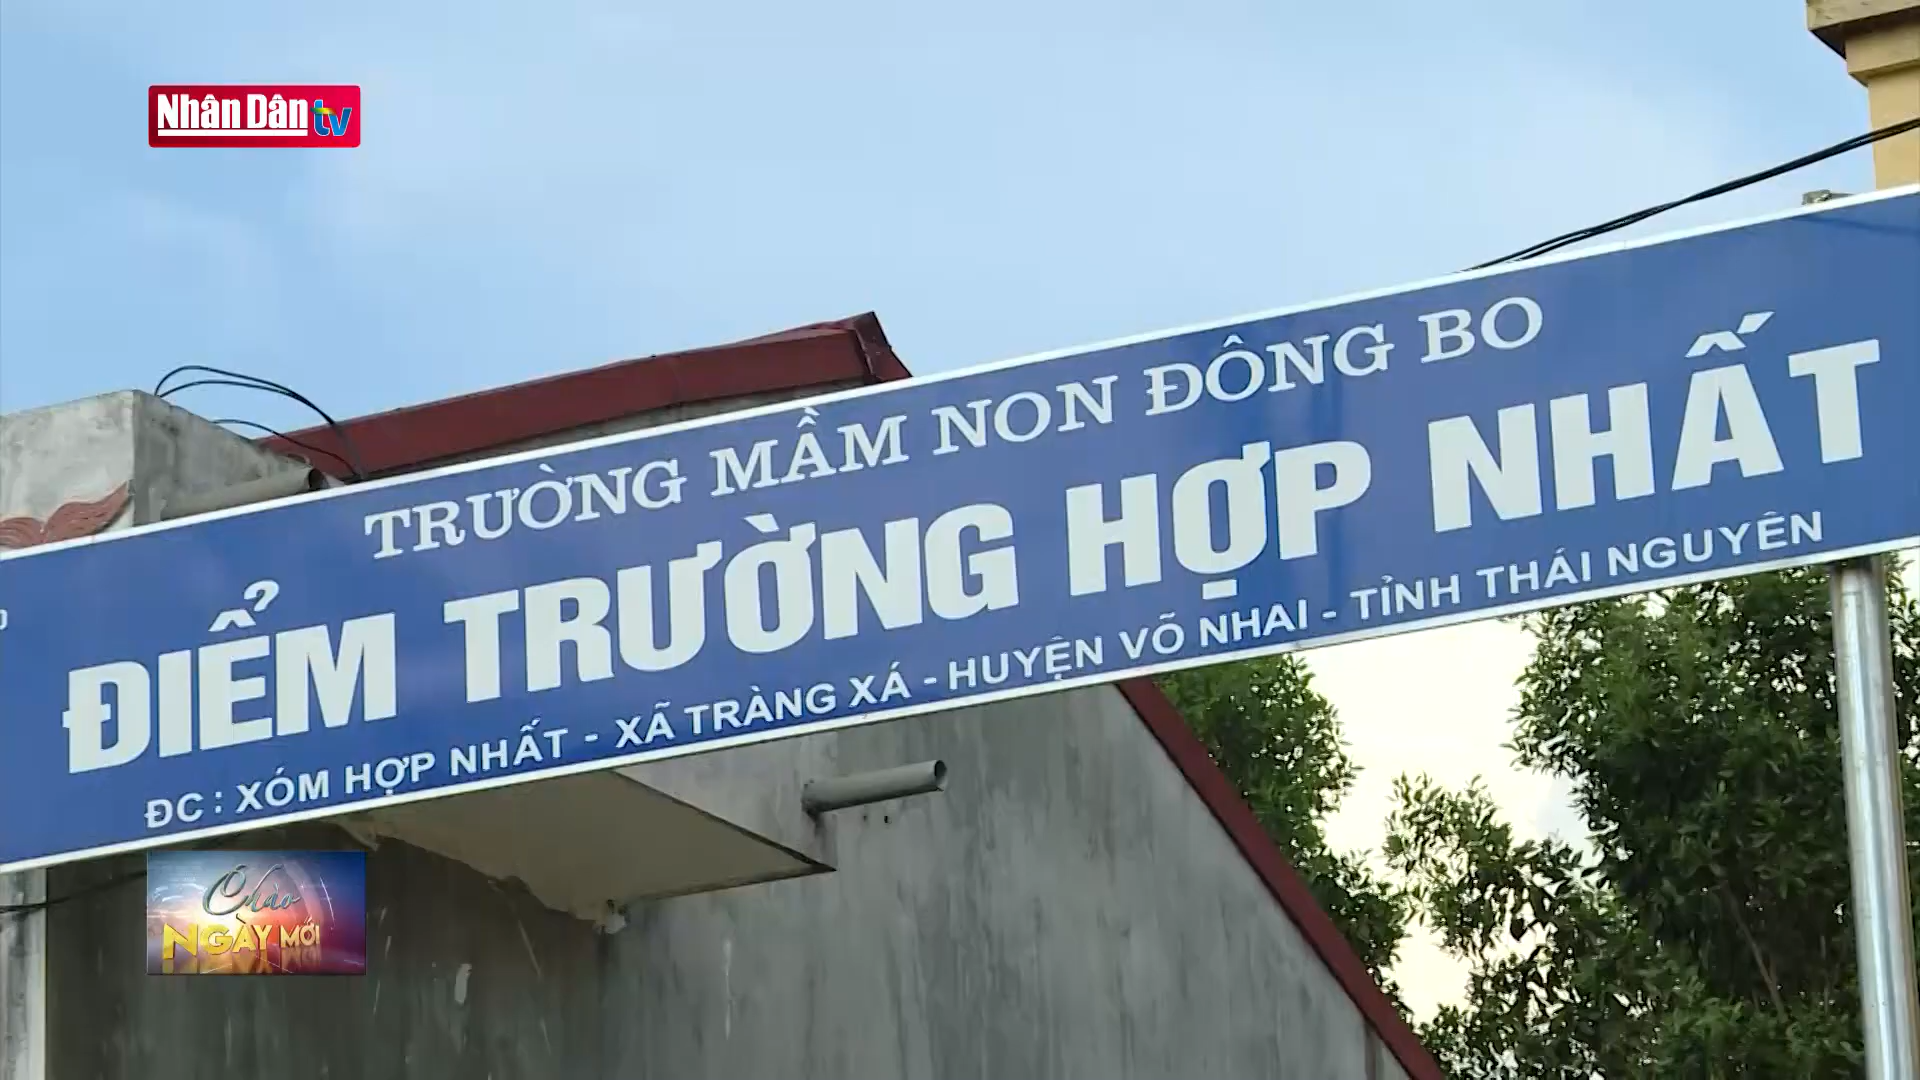 Nhân Dân tv
TRƯỜNG MẦM NON ĐÔNG BO
ĐIỂM TRƯỜNG HỢP NHẤT
ĐC : XÓM HỢP NHẤT - XÃ TRÀNG XÁ - HUYỆN VÕ NHAI - TỈNH THÁI NGUYÊN
Chào
NGÀY MỚI